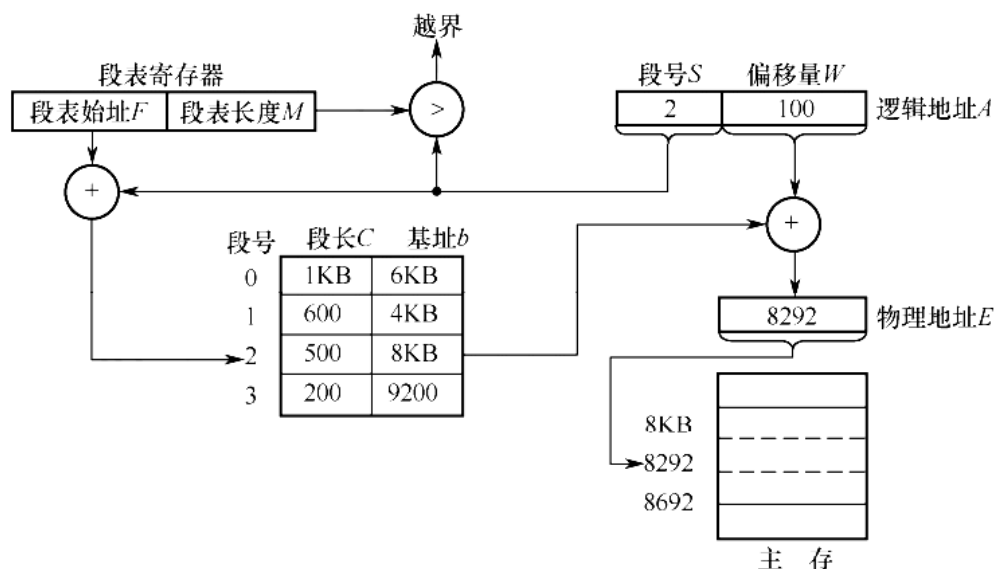 越界
段表寄存器
段表始址F 段表长度M
>
段号S 偏移量W
2 100 逻辑地址A
+
+
段号 段长C 基址b
0 1KB 6KB
1 600 4KB
2 500 8KB
3 200 9200
8292 物理地址E
8KB
8292
8692
主 存